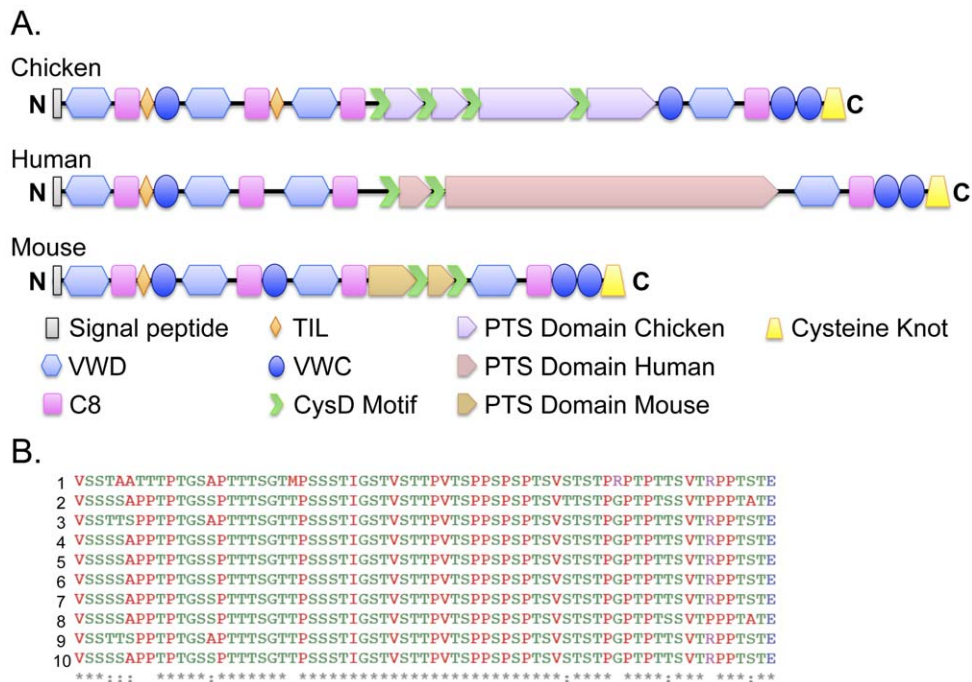 A.
Chicken
N C
Human
N C
Mouse
N C
Signal peptide TIL PTS Domain Chicken Cysteine Knot
VWD VWC PTS Domain Human
C8 CysD Motif PTS Domain Mouse
B.
1 VSSTAATTTPTGSAPTTTSGTMPSSSTIGSTVSTTPVTSPPSPSPTSVSTSTPRPTPTTSVTRPPTSTE
2 VSSSSAPPTPTGSSPTTTSGTTPSSSTIGSTVSTTPVTSPPSPSPTSVTTSTPGPTPTSSVTPPPTATE
3 VSSTTSPPTPTGSAPTTTSGTTPSSSTIGSTVSTTPVTSPPSPSPTSVSTSTPGPTPTTSVTRPPTSTE
4 VSSSSAPPTPTGSSPTTTSGTTPSSSTIGSTVSTTPVTSPPSPSPTSVSTSTPGPTPTTSVTRPPTSTE
5 VSSSSAPPTPTGSSPTTTSGTTPSSSTIGSTVSTTPVTSPPSPSPTSVSTSTPGPTPTTSVTRPPTSTE
6 VSSSSAPPTPTGSSPTTTSGTTPSSSTIGSTVSTTPVTSPPSPSPTSVSTSTPGPTPTTSVTRPPTSTE
7 VSSSSAPPTPTGSSPTTTSGTTPSSSTIGSTVSTTPVTSPPSPSPTSVSTSTPGPTPTTSVTRPPTSTE
8 VSSSSAPPTPTGSSPTTTSGTTPSSSTIGSTVSTTPVTSPPSPSPTSVTTSTPGPTPTSSVTPPPTATE
9 VSSTTSPPTPTGSAPTTTSGTTPSSSTIGSTVSTTPVTSPPSPSPTSVSTSTPGPTPTTSVTRPPTSTE
10 VSSSSAPPTPTGSSPTTTSGTTPSSSTIGSTVSTTPVTSPPSPSPTSVSTSTPGPTPTTSVTRPPTSTE
***:::  *****:******* **************************:**** ****:*** ***:**